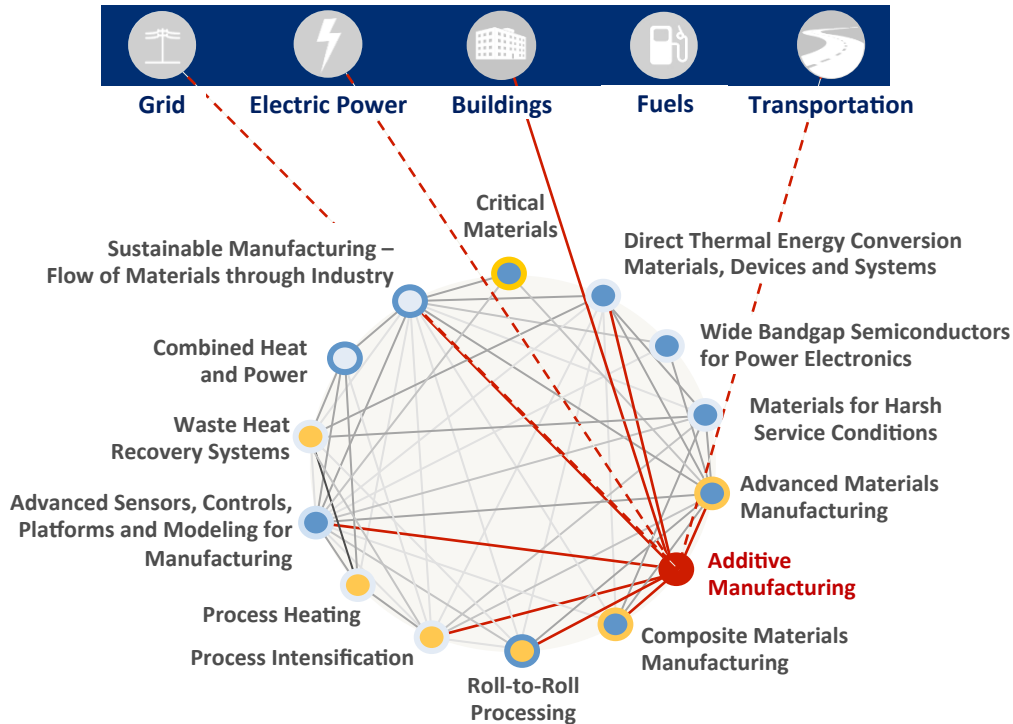 Grid
Electric Power
Buildings
Fuels
Transportation
Critical
Materials
Sustainable Manufacturing –
Flow of Materials through Industry
Direct Thermal Energy Conversion
Materials, Devices and Systems
Combined Heat
and Power
Wide Bandgap Semiconductors
for Power Electronics
Waste Heat
Recovery Systems
Materials for Harsh
Service Conditions
Advanced Sensors, Controls,
Platforms and Modeling for
Manufacturing
Advanced Materials
Manufacturing
Additive
Manufacturing
Process Heating
Process Intensification
Composite Materials
Manufacturing
Roll-to-Roll
Processing